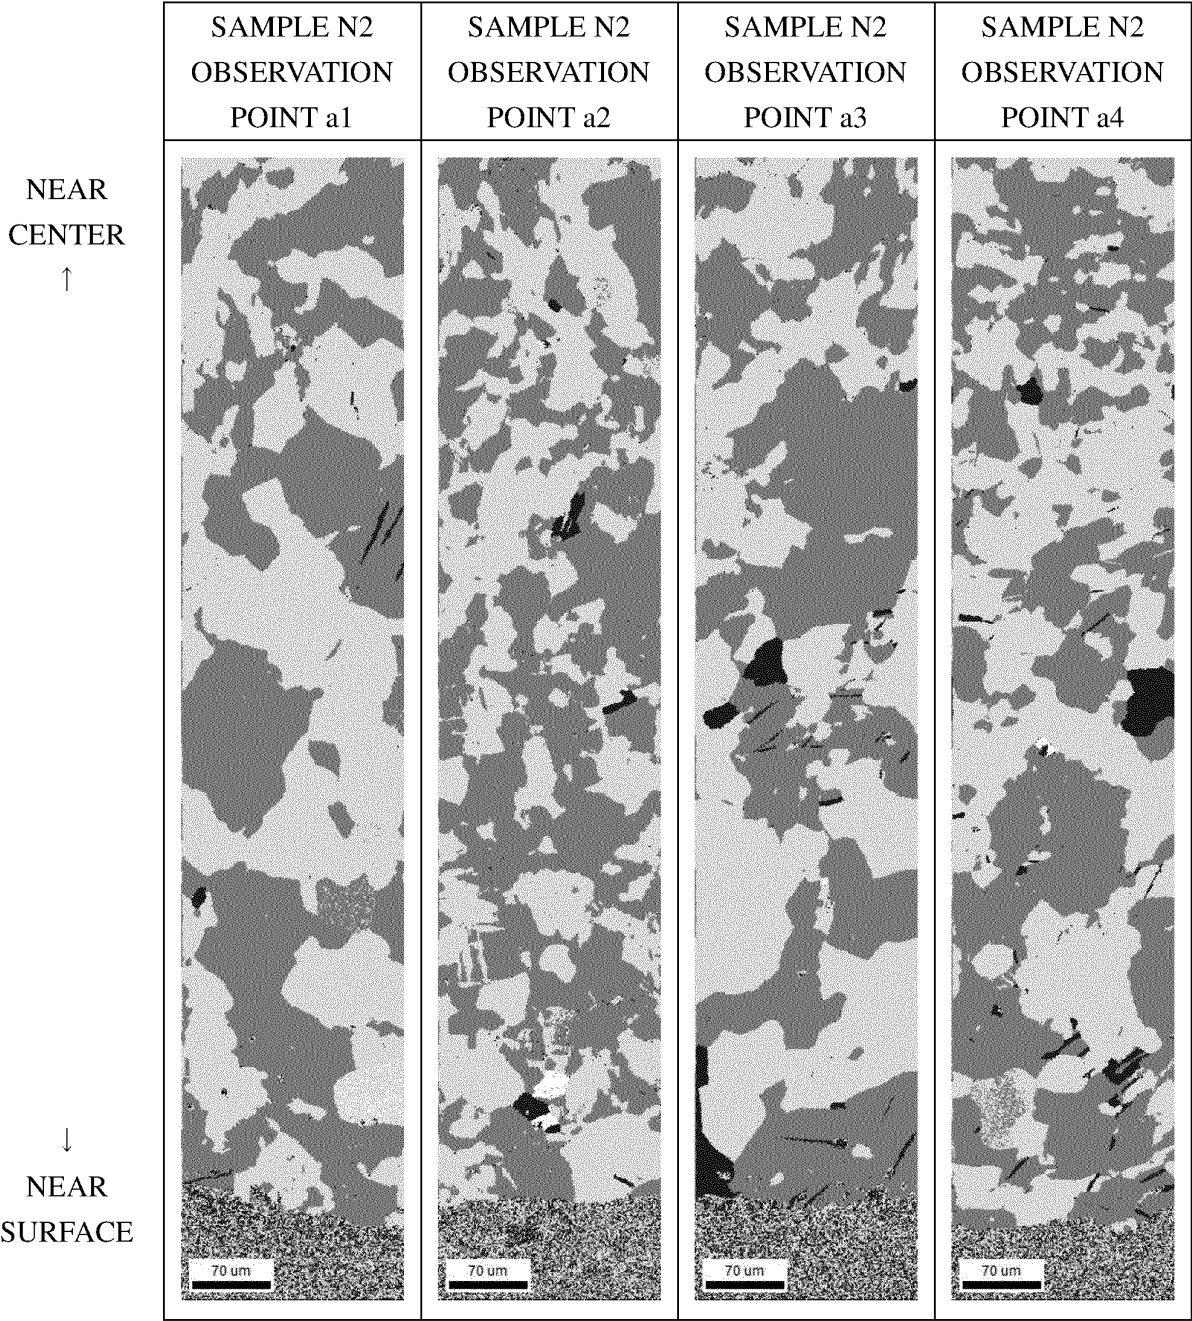 SAMPLE N2
OBSERVATION
POINT a1
SAMPLE N2
OBSERVATION
POINT a2
SAMPLE N2
OBSERVATION
POINT a3
SAMPLE N2
OBSERVATION
POINT a4
NEAR
CENTER
↑
↓
NEAR
SURFACE
70 um
70 um
70 um
70 um